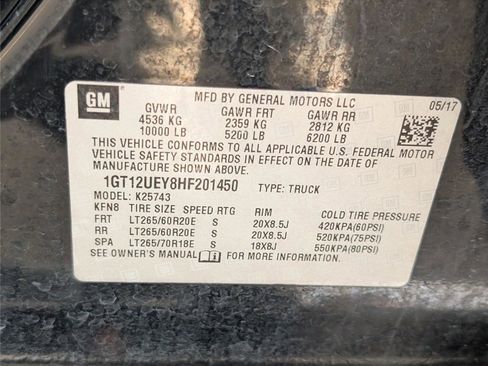 GM
MFD BY GENERAL MOTORS LLC
05/17
GVWR GAWR FRT GAWR RR
4536 KG 2359 KG 2812 KG
10000 LB 5200 LB 6200 LB
THIS VEHICLE CONFORMS TO ALL APPLICABLE U.S. FEDERAL MOTOR
VEHICLE SAFETY STANDARDS IN EFFECT ON THE DATE OF
MANUFACTURE SHOWN ABOVE.
1GT12UEY8HF201450 TYPE: TRUCK
MODEL: K25743
KFN8 TIRE SIZE SPEED RTG RIM COLD TIRE PRESSURE
FRT LT265/60R20E S 20X8.5J 420KPA(60PSI)
RR LT265/60R20E S 20X8.5J 520KPA(75PSI)
SPA LT265/70R18E S 18X8J 550KPA(80PSI)
SEE OWNER'S MANUAL FOR MORE INFORMATION